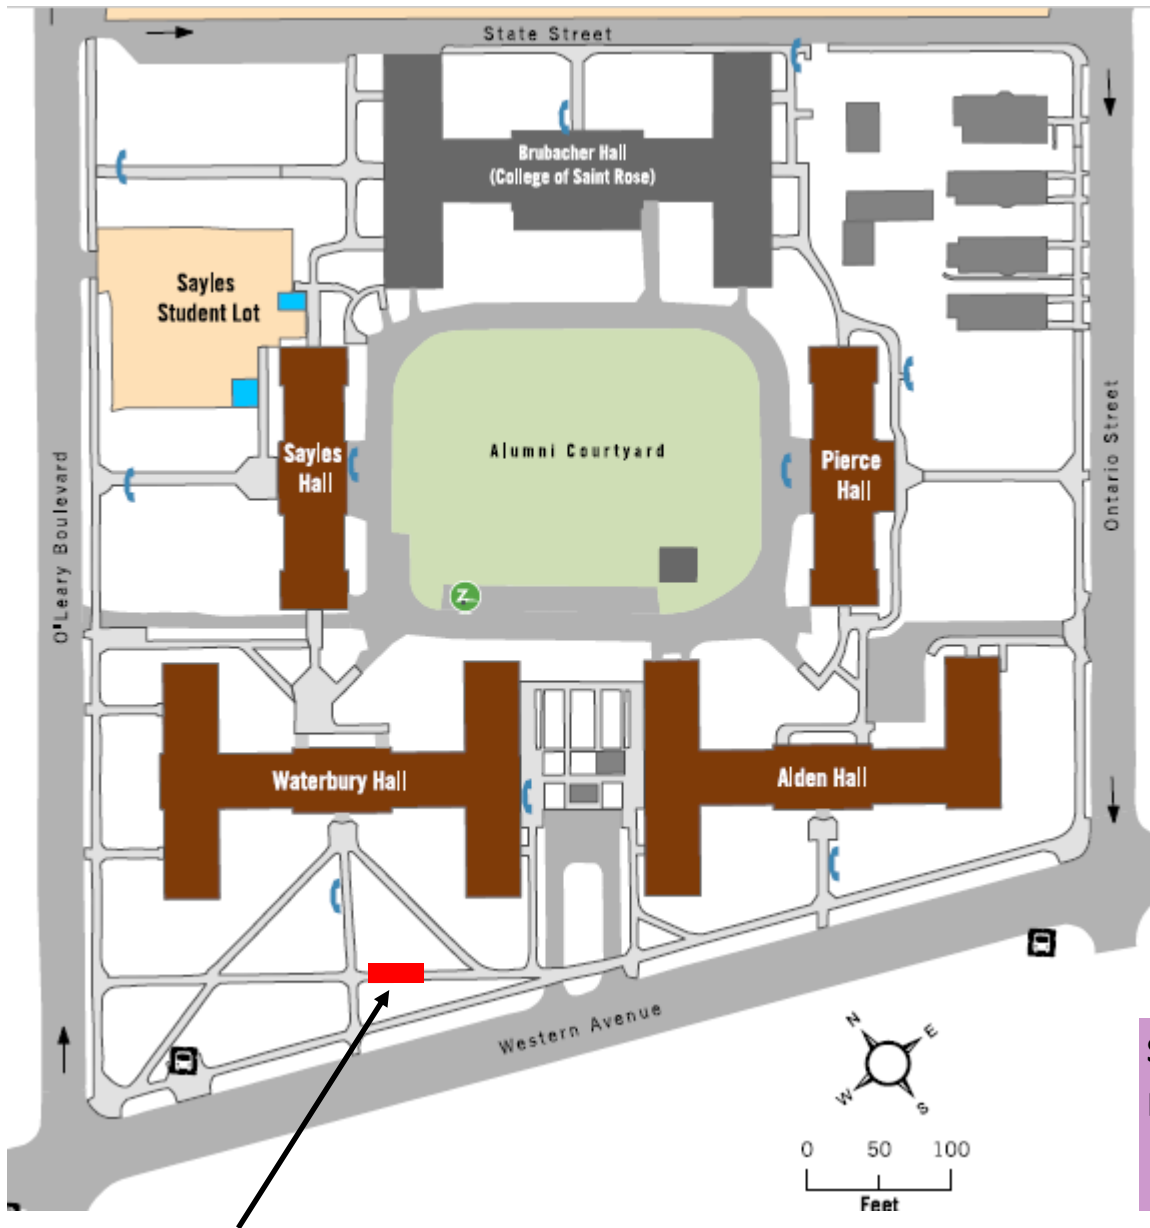 State Street
Brubacher Hall
(College of Saint Rose)
Sayles
Student Lot
Alumni Courtyard
Sayles
Hall
Pierce
Hall
Ontario Street
O'Leary Boulevard
Z
Waterbury Hall
Alden Hall
Western Avenue
N
E
W
S
0 50 100
Feet